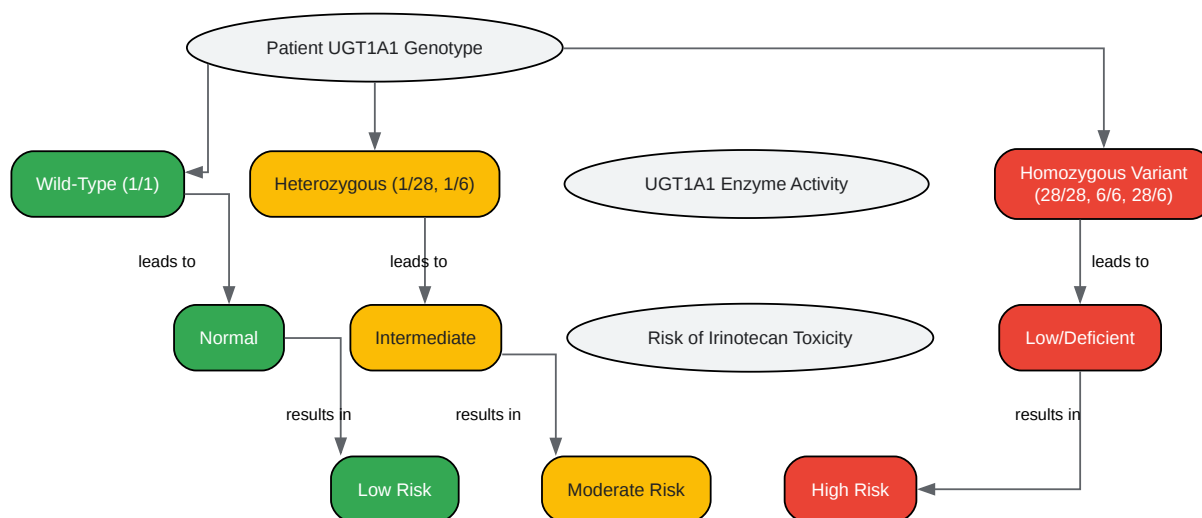 Patient UGT1A1 Genotype
Wild-Type (1/1)
Heterozygous (1/28, 1/6)
UGT1A1 Enzyme Activity
Homozygous Variant
(28/28, 6/6, 28/6)
leads to
leads to
leads to
Normal
Intermediate
Risk of Irinotecan Toxicity
Low/Deficient
results in
results in
results in
Low Risk
Moderate Risk
High Risk